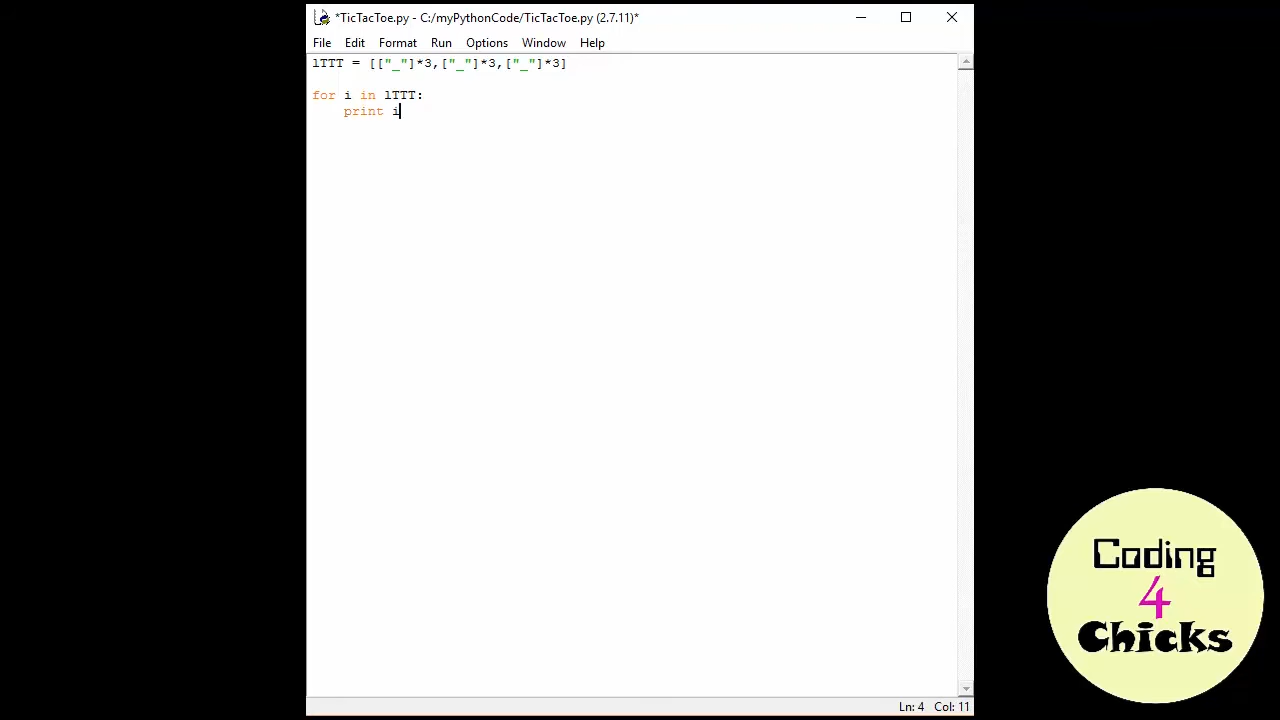 *TicTacToe.py - C:/myPythonCode/TicTacToe.py (2.7.11)*
File Edit Format Run Options Window Help
lTTT = [["_"]*3,["_"]*3,["_"]*3]
for i in lTTT:
    print i
Ln: 4 Col: 11
Coding
4
Chicks